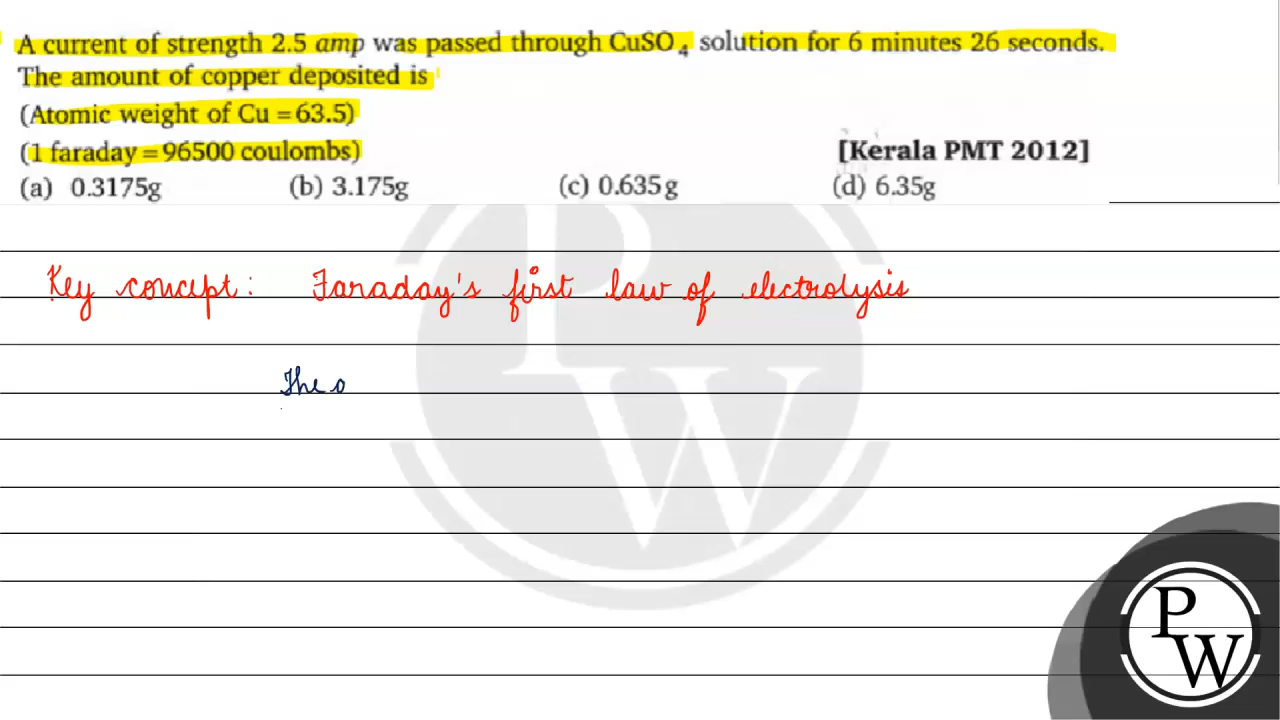 A current of strength 2.5 amp was passed through CuSO4 solution for 6 minutes 26 seconds.
The amount of copper deposited is
(Atomic weight of Cu = 63.5)
(1 faraday = 96500 coulombs) [Kerala PMT 2012]
(a) 0.3175g (b) 3.175g (c) 0.635g (d) 6.35g
Key concept: Faraday's first law of electrolysis
The a
PW
PW